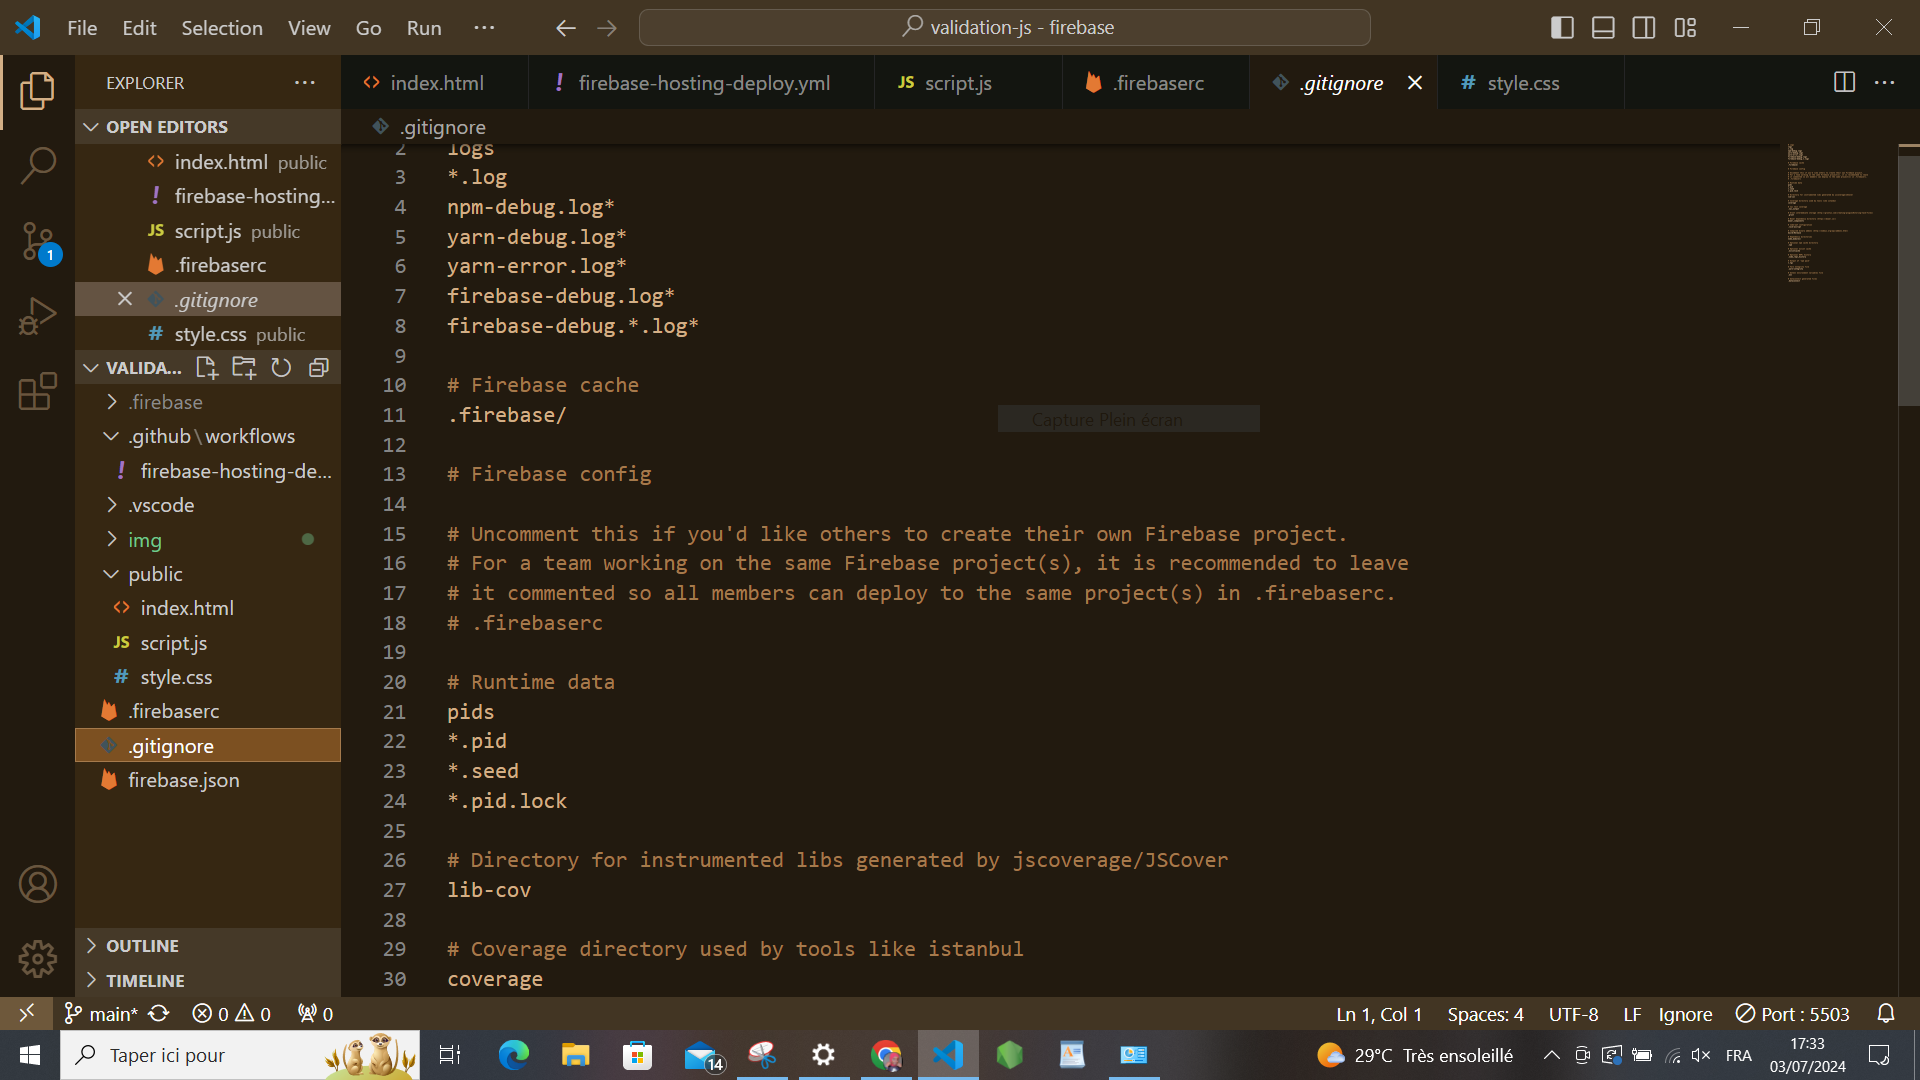 File Edit Selection View Go Run ···
validation-js - firebase
EXPLORER ···
index.html
! firebase-hosting-deploy.yml
JS script.js
.firebaserc
.gitignore
# style.css
OPEN EDITORS
index.html public
! firebase-hosting...
JS script.js public
.firebaserc
.gitignore
# style.css public
VALIDA...
.firebase
.github\workflows
! firebase-hosting-de...
.vscode
img
public
index.html
JS script.js
# style.css
.firebaserc
.gitignore
firebase.json
OUTLINE
TIMELINE
.gitignore
2 logs
3 *.log
4 npm-debug.log*
5 yarn-debug.log*
6 yarn-error.log*
7 firebase-debug.log*
8 firebase-debug.*.log*
9
10 # Firebase cache
11 .firebase/
12
13 # Firebase config
14
15 # Uncomment this if you'd like others to create their own Firebase project.
16 # For a team working on the same Firebase project(s), it is recommended to leave
17 # it commented so all members can deploy to the same project(s) in .firebaserc.
18 # .firebaserc
19
20 # Runtime data
21 pids
22 *.pid
23 *.seed
24 *.pid.lock
25
26 # Directory for instrumented libs generated by jscoverage/JSCover
27 lib-cov
28
29 # Coverage directory used by tools like istanbul
30 coverage
Capture Plein écran
1
main* 0 0 0
Ln 1, Col 1 Spaces: 4 UTF-8 LF Ignore Port : 5503
Taper ici pour
14
29°C Très ensoleillé
FRA
17:33
03/07/2024